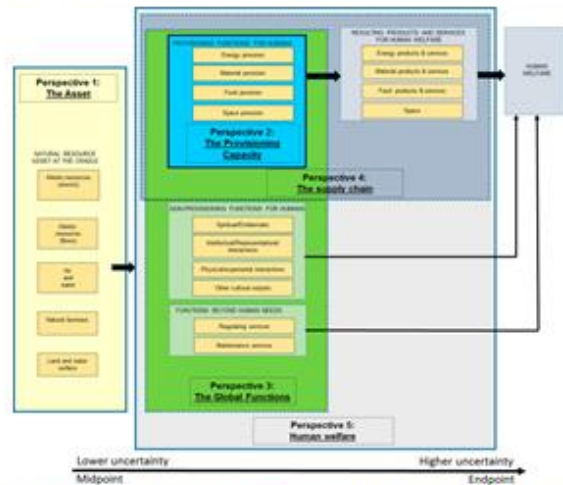 Perspective 1:
The Asset
NATURAL RESOURCE
ASSET AT THE CRADLE
Abiotic resources
Abiotic
resources
Air
and
water
Natural biomass
Land and water
surface
PROVISIONING FUNCTIONS FOR HUMAN
Energy provision
Material provision
Food provision
Space provision
Perspective 2:
The Provisioning
Capacity
RESULTING PRODUCTS AND SERVICES
FOR HUMAN WELFARE
Energy products & services
Material products & services
Food products & services
Space
HUMAN
WELFARE
Perspective 4:
The supply chain
NON-PROVISIONING FUNCTIONS FOR HUMAN
Spiritual/Emblematic
Intellectual/Representational
interactions
Physical/experiential interactions
Other cultural outputs
FUNCTIONS BEYOND HUMAN NEEDS
Regulating services
Maintenance services
Perspective 3:
The Global Functions
Perspective 5:
Human welfare
Lower uncertainty
Higher uncertainty
Midpoint
Endpoint